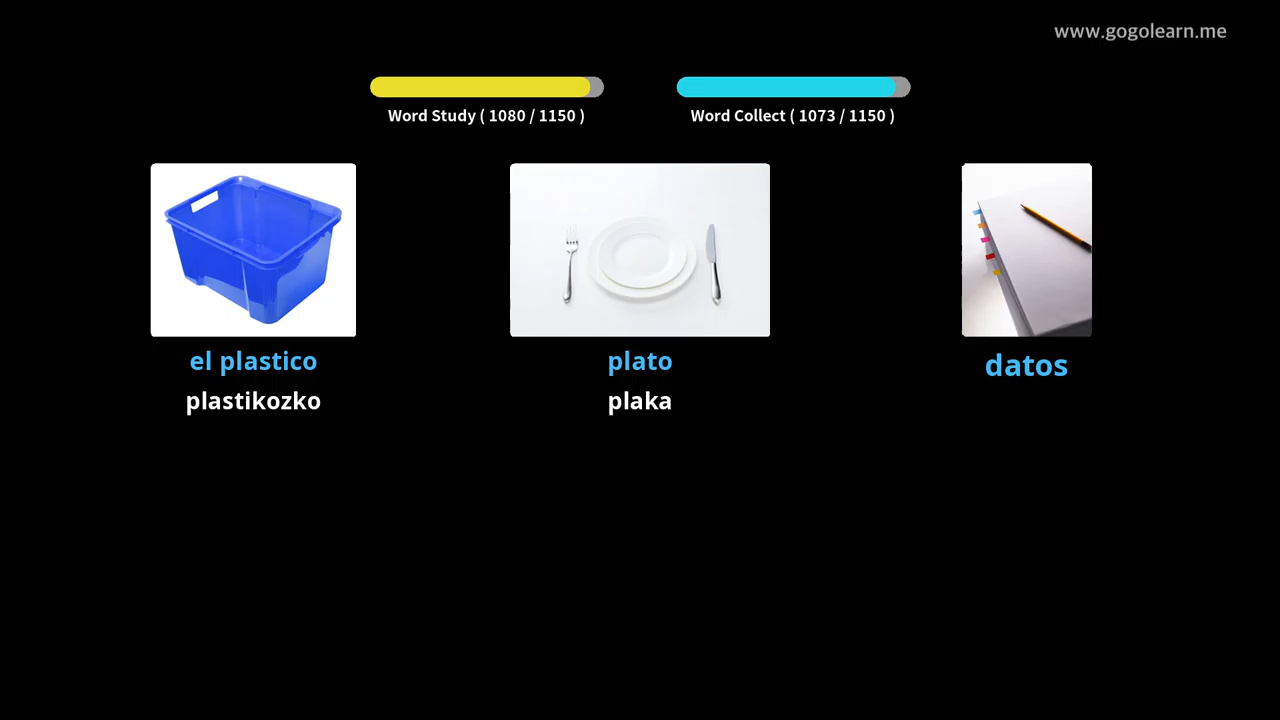 www.gogolearn.me
Word Study ( 1080 / 1150 )
Word Collect ( 1073 / 1150 )
el plastico
plastikozko
plato
plaka
datos